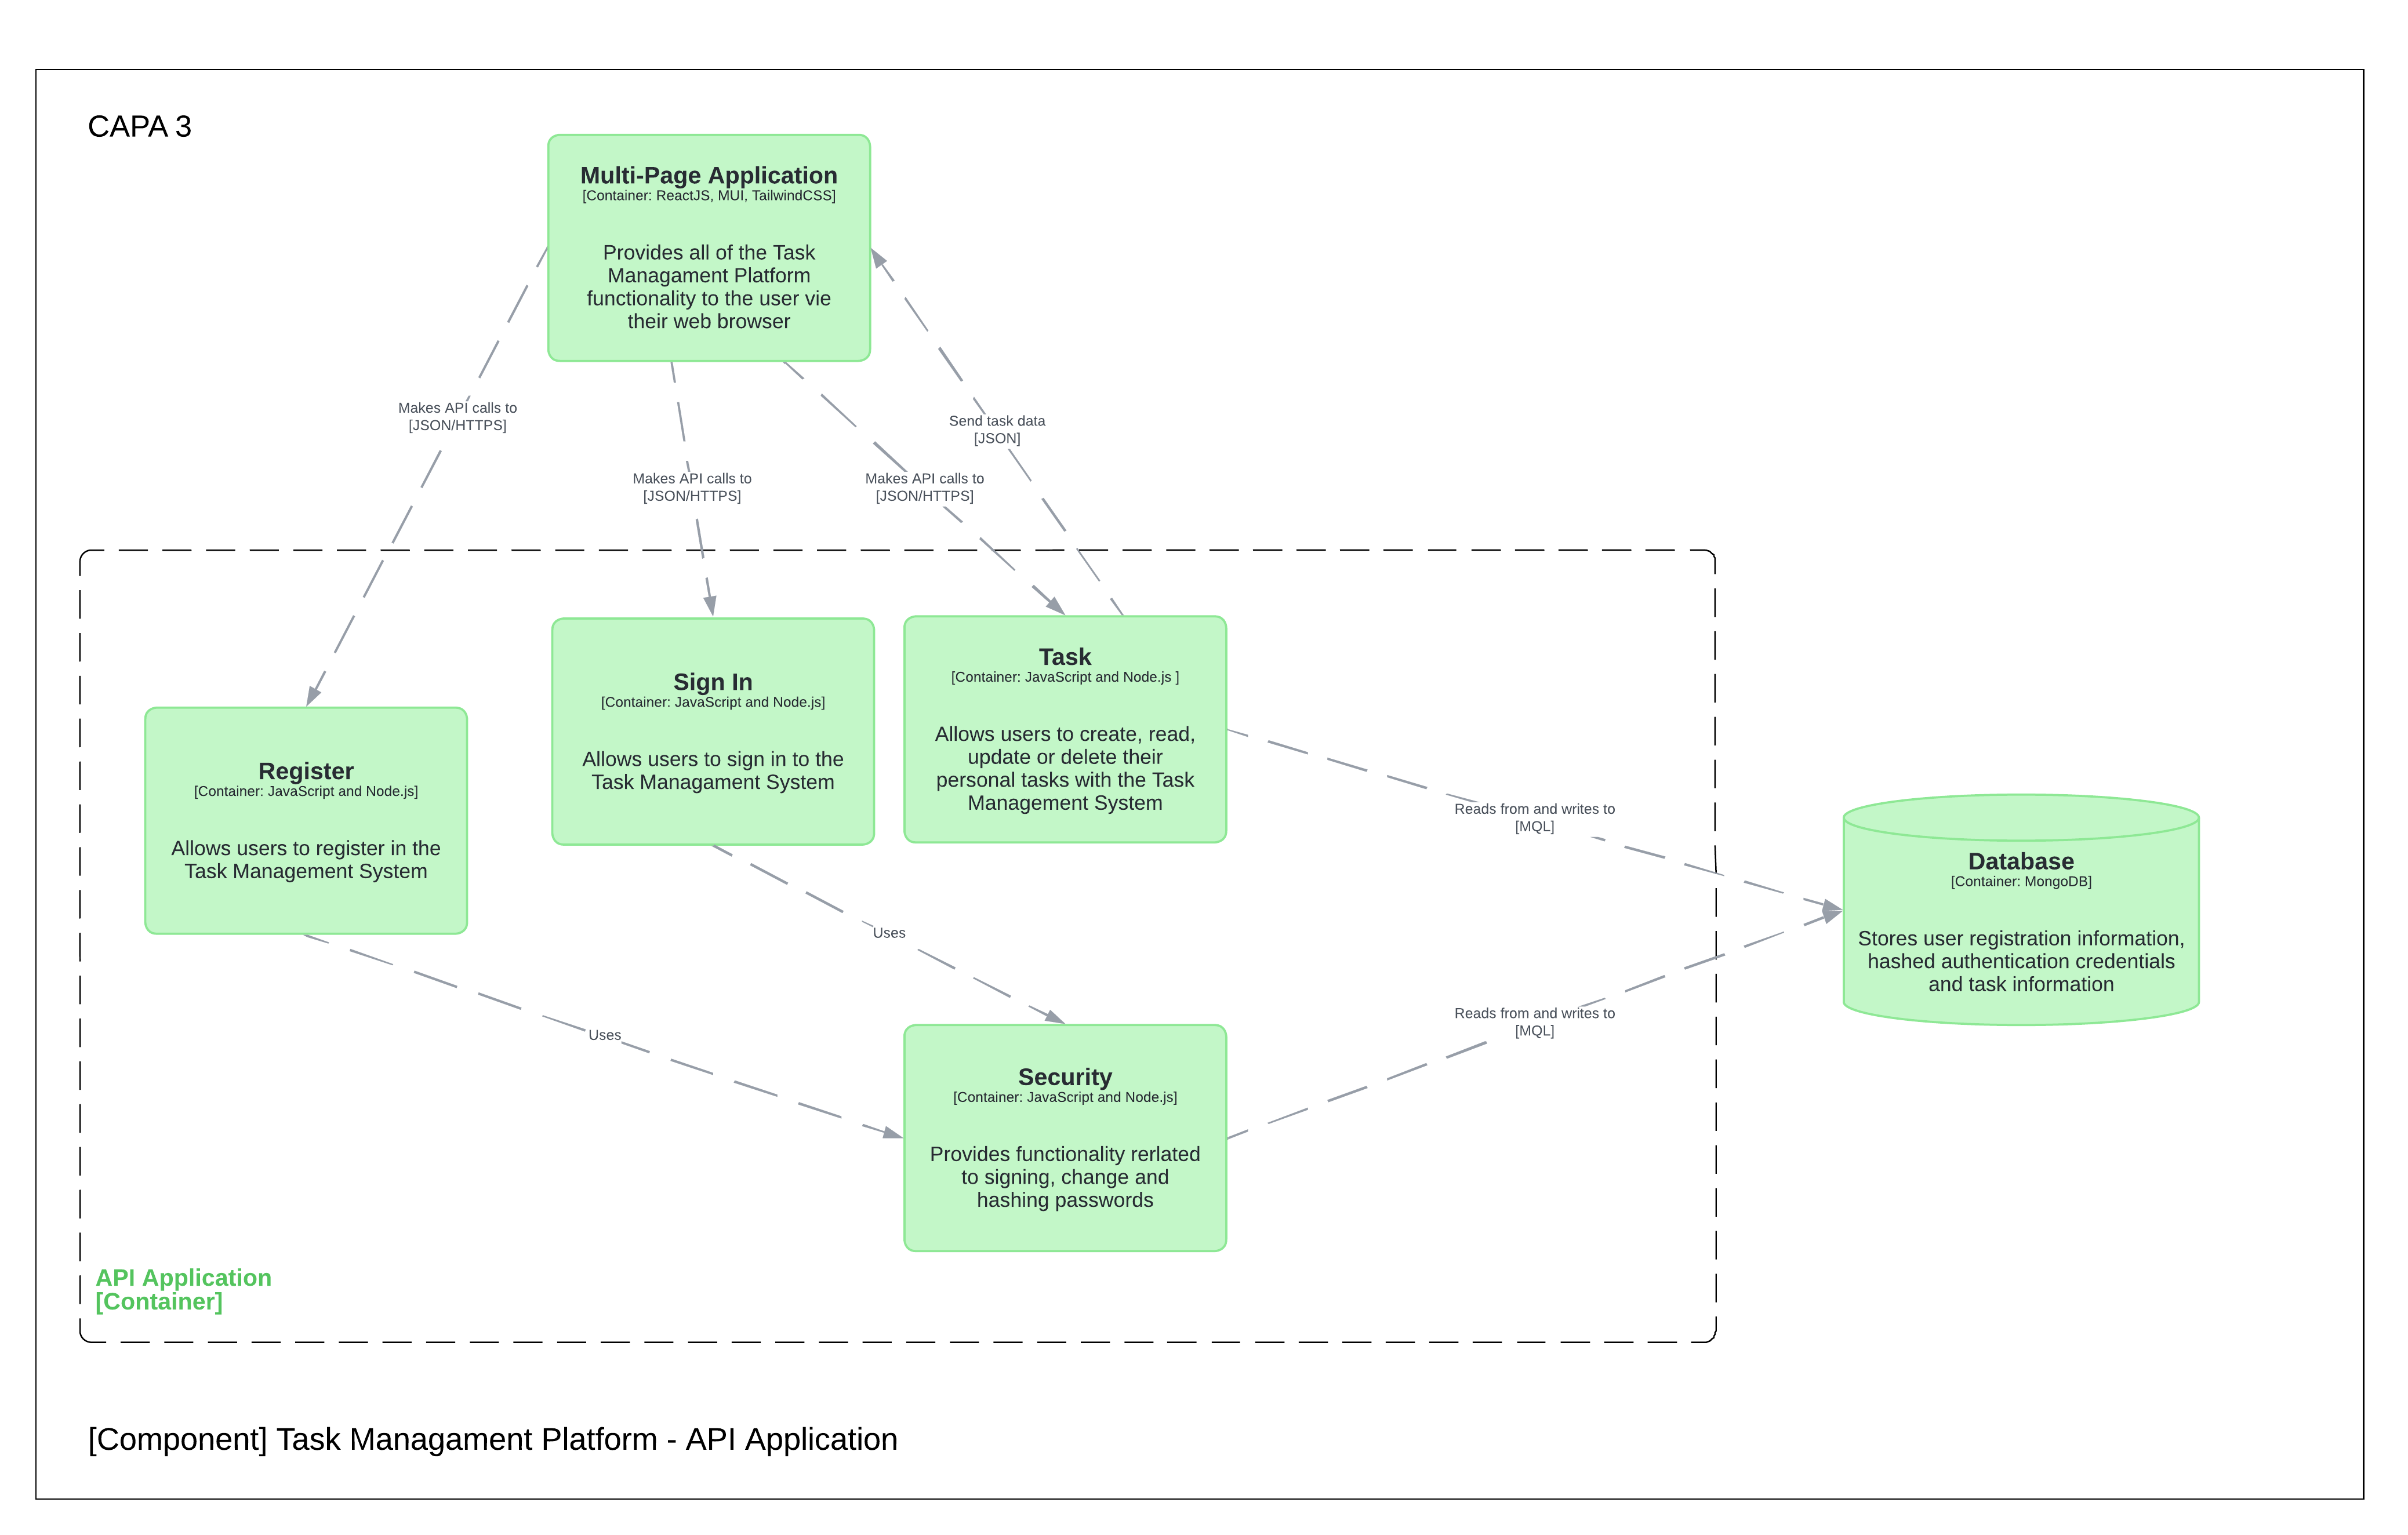 CAPA 3
Multi-Page Application
[Container: ReactJS, MUI, TailwindCSS]
Provides all of the Task
Managament Platform
functionality to the user vie
their web browser
Makes API calls to
[JSON/HTTPS]
Send task data
[JSON]
Makes API calls to
[JSON/HTTPS]
Makes API calls to
[JSON/HTTPS]
Register
[Container: JavaScript and Node.js]
Allows users to register in the
Task Management System
Sign In
[Container: JavaScript and Node.js]
Allows users to sign in to the
Task Managament System
Task
[Container: JavaScript and Node.js ]
Allows users to create, read,
update or delete their
personal tasks with the Task
Management System
Reads from and writes to
[MQL]
Database
[Container: MongoDB]
Stores user registration information,
hashed authentication credentials
and task information
Uses
Uses
Reads from and writes to
[MQL]
Security
[Container: JavaScript and Node.js]
Provides functionality rerlated
to signing, change and
hashing passwords
API Application
[Container]
[Component] Task Managament Platform - API Application